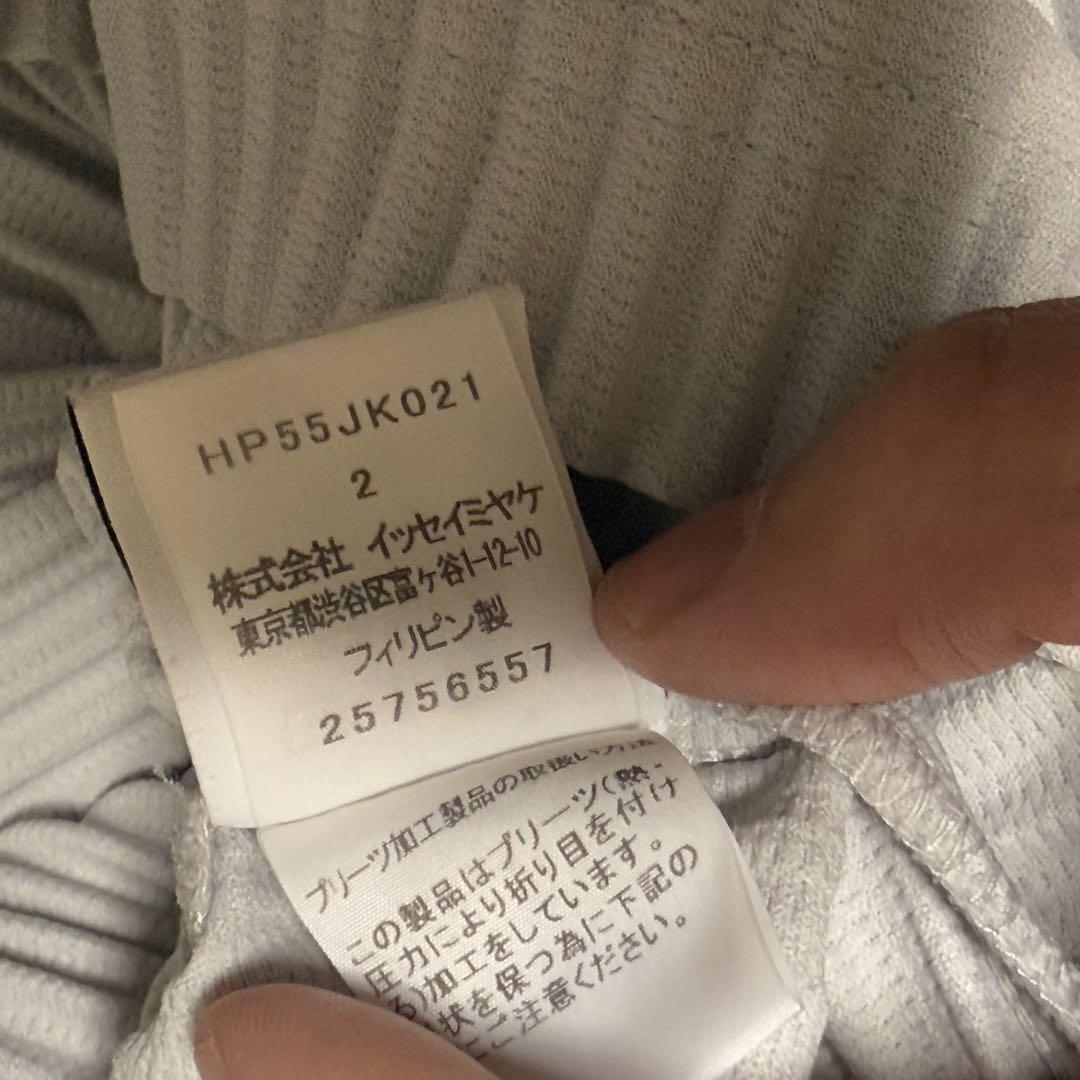 HP55JK021
2
株式会社 イッセイミヤケ
東京都渋谷区富ヶ谷1-12-10
フィリピン製
25756557
プリーツ加工製品の取扱い方法
この製品はプリーツ(熱・
圧力により折り目を付け
る)加工をしています。
状を保つ為に下記の
ご注意ください。